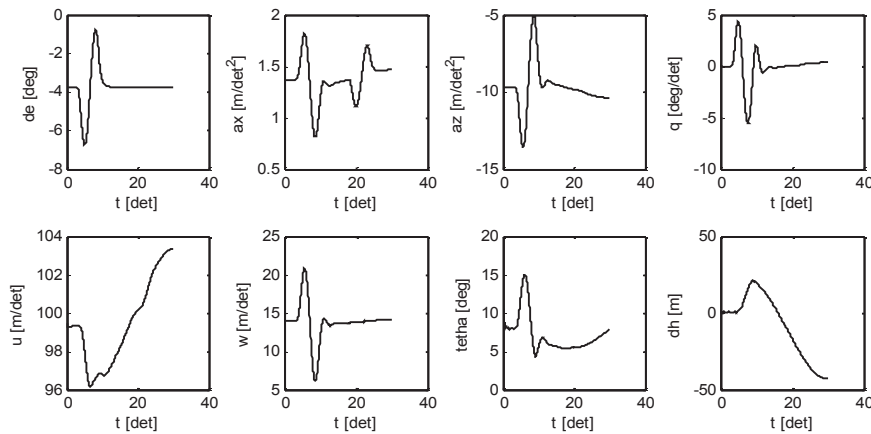 0
-2
-4
-6
-8
0 20 40
t [det]
de [deg]
2
1.5
1
0.5
0 20 40
t [det]
ax [m/det²]
-5
-10
-15
0 20 40
t [det]
az [m/det²]
5
0
-5
-10
0 20 40
t [det]
q [deg/det]
104
102
100
98
96
0 20 40
t [det]
u [m/det]
25
20
15
10
5
0 20 40
t [det]
w [m/det]
20
15
10
5
0
0 20 40
t [det]
tetha [deg]
50
0
-50
0 20 40
t [det]
dh [m]